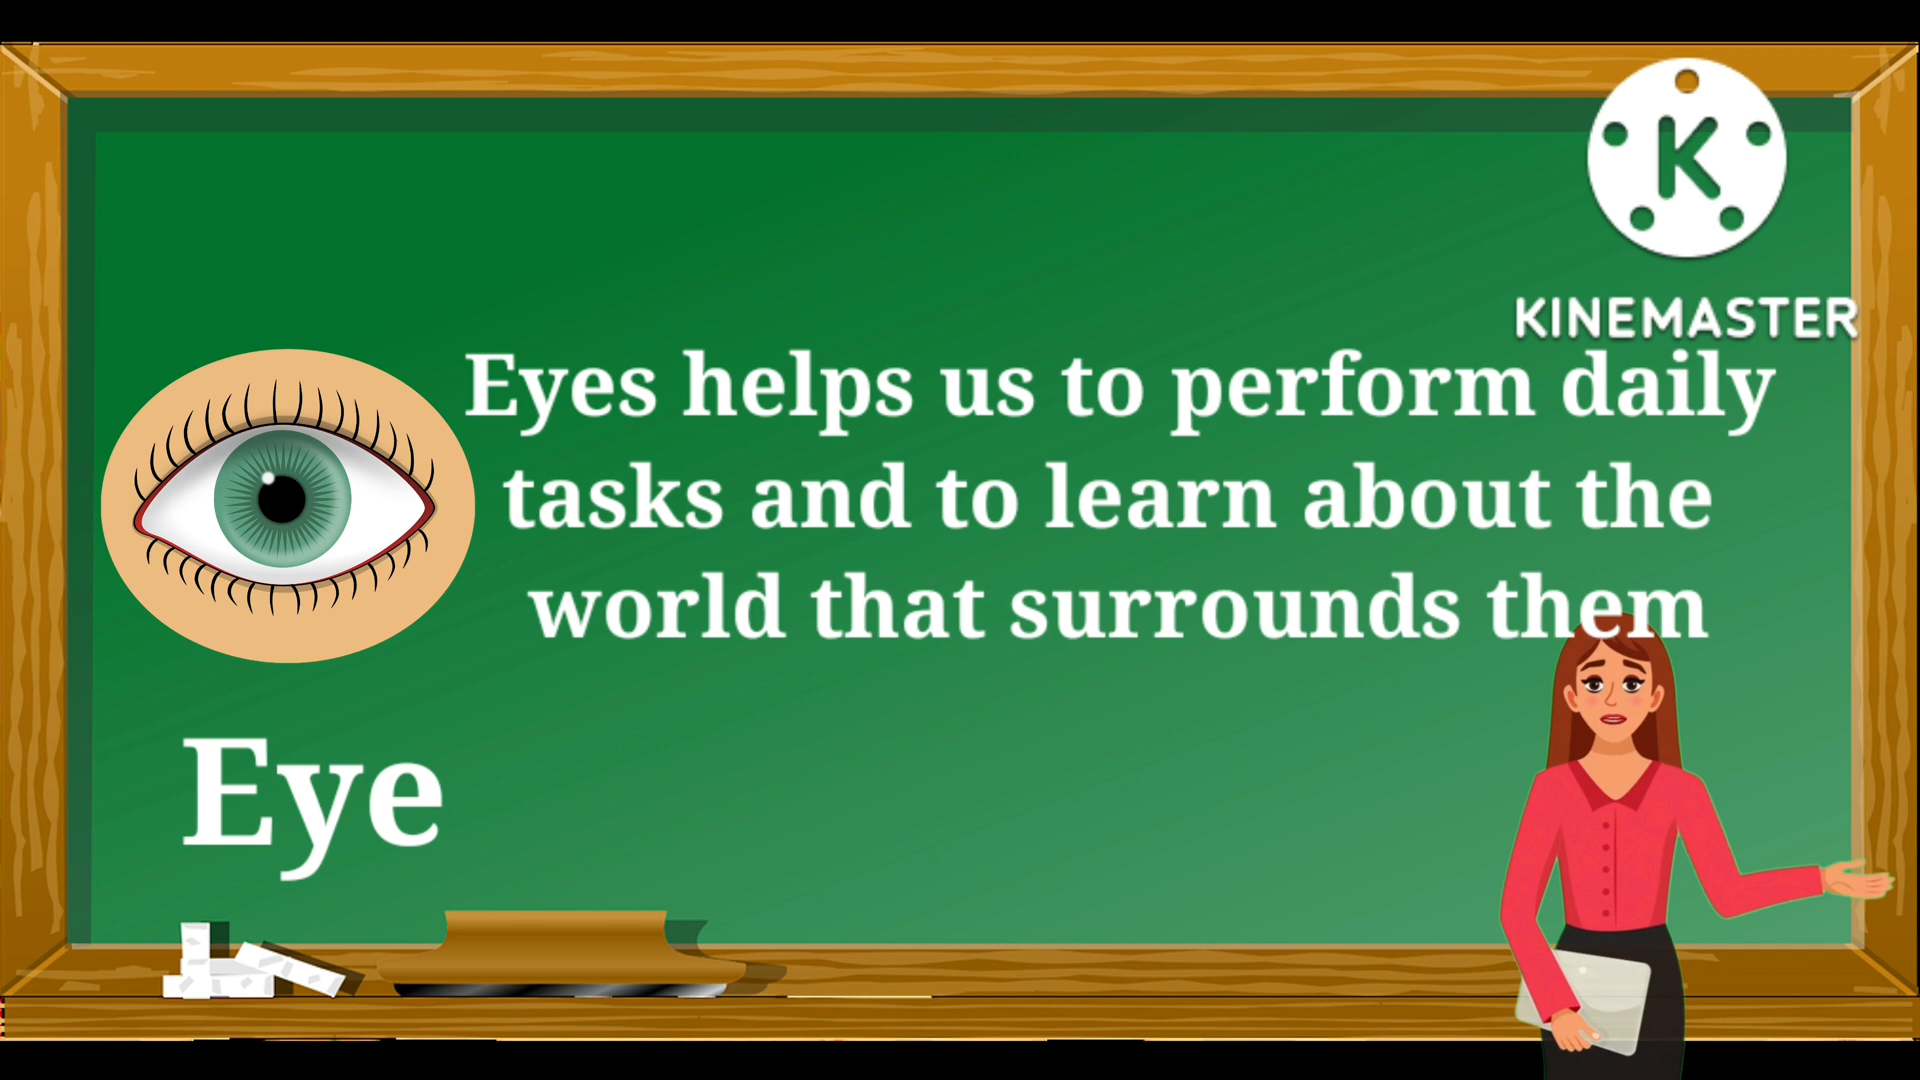 K
KINEMASTER
Eyes helps us to perform daily
tasks and to learn about the
world that surrounds them
Eye